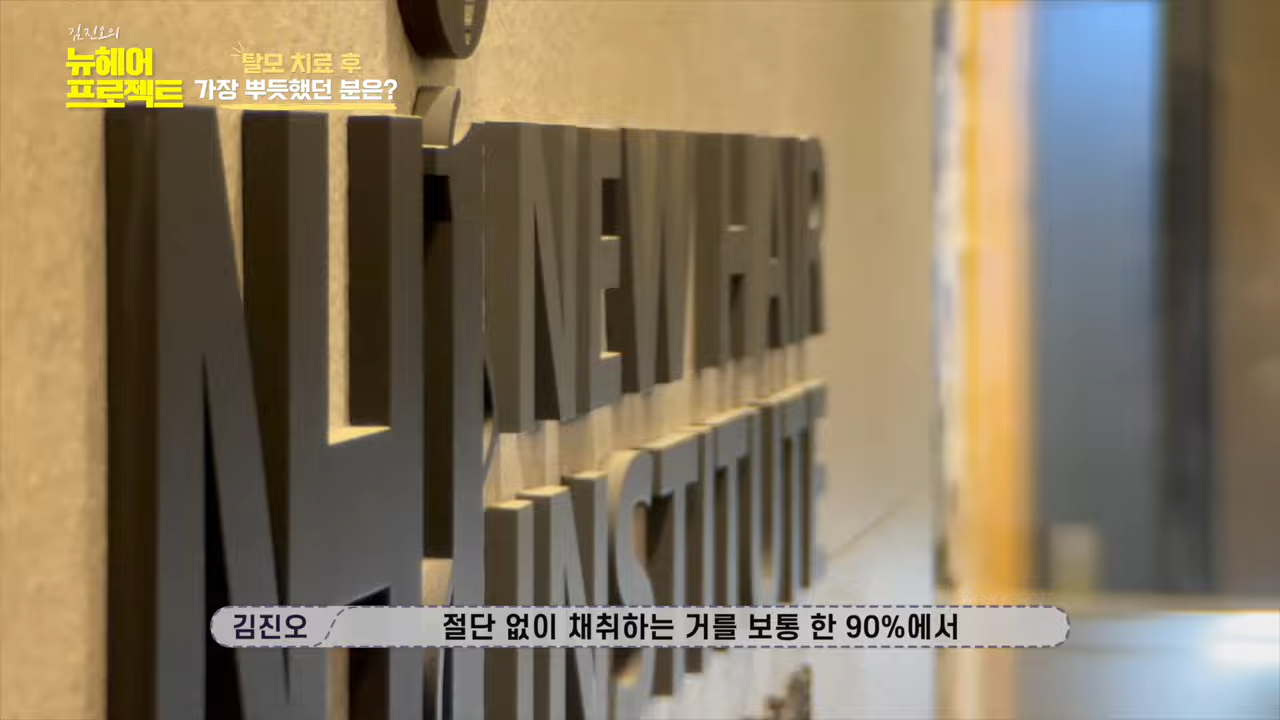 김진오의
뉴헤어
프로젝트
탈모 치료 후
가장 뿌듯했던 분은?
NH
NEW HAIR
INSTITUTE
김진오
절단 없이 채취하는 거를 보통 한 90%에서